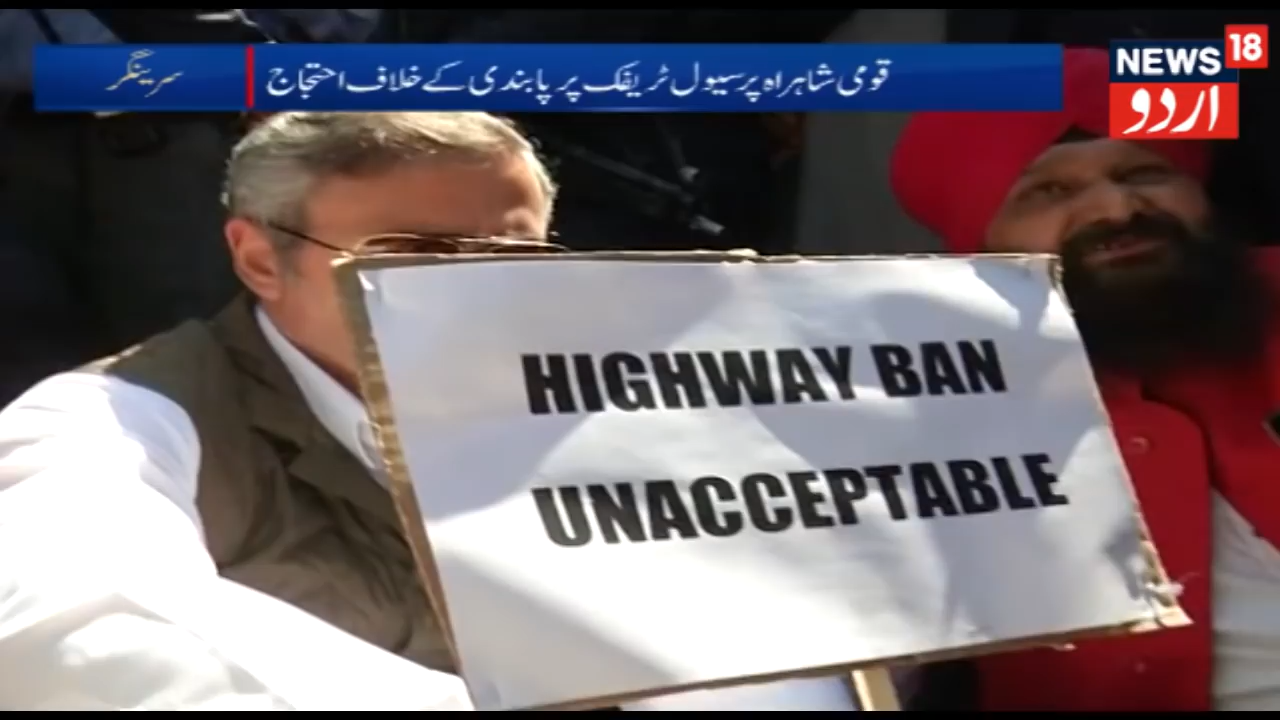 سرینگر
قومی شاہراہ پر سیول ٹریفک پر پابندی کے خلاف احتجاج
NEWS 18
اردو
HIGHWAY BAN
UNACCEPTABLE